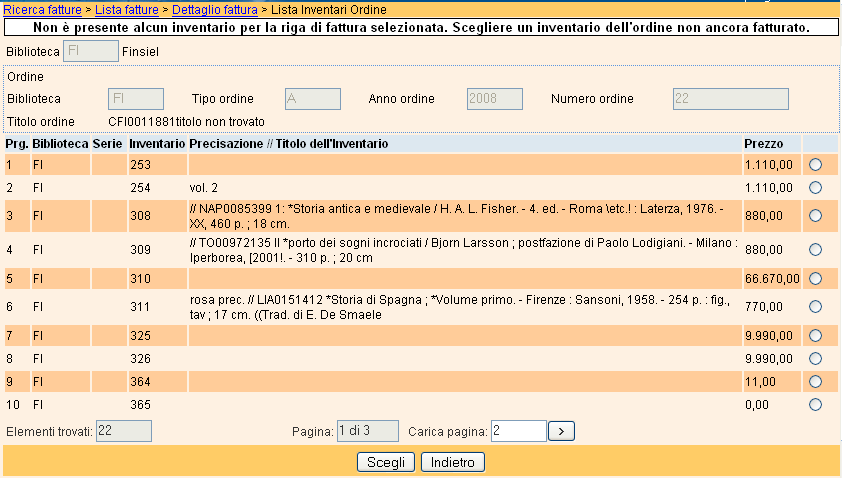 Ricerca fatture > Lista fatture > Dettaglio fattura > Lista Inventari Ordine
Non è presente alcun inventario per la riga di fattura selezionata. Scegliere un inventario dell'ordine non ancora fatturato.
Biblioteca FI Finsiel
Ordine
Biblioteca FI Tipo ordine A Anno ordine 2008 Numero ordine 22
Titolo ordine CFI0011881titolo non trovato
Prg. Biblioteca Serie Inventario Precisazione // Titolo dell'Inventario Prezzo
1 FI 253 1.110,00
2 FI 254 vol. 2 1.110,00
3 FI 308 // NAP0085399 1: *Storia antica e medievale / H. A. L. Fisher. - 4. ed. - Roma \etc.! : Laterza, 1976. -
XX, 460 p. ; 18 cm. 880,00
4 FI 309 // TO00972135 Il *porto dei sogni incrociati / Bjorn Larsson ; postfazione di Paolo Lodigiani. - Milano :
Iperborea, [2001!. - 310 p. ; 20 cm 880,00
5 FI 310 66.670,00
6 FI 311 rosa prec. // LIA0151412 *Storia di Spagna ; *Volume primo. - Firenze : Sansoni, 1958. - 254 p. : fig.,
tav ; 17 cm. ((Trad. di E. De Smaele 770,00
7 FI 325 9.990,00
8 FI 326 9.990,00
9 FI 364 11,00
10 FI 365 0,00
Elementi trovati: 22 Pagina: 1 di 3 Carica pagina: 2 >
Scegli Indietro